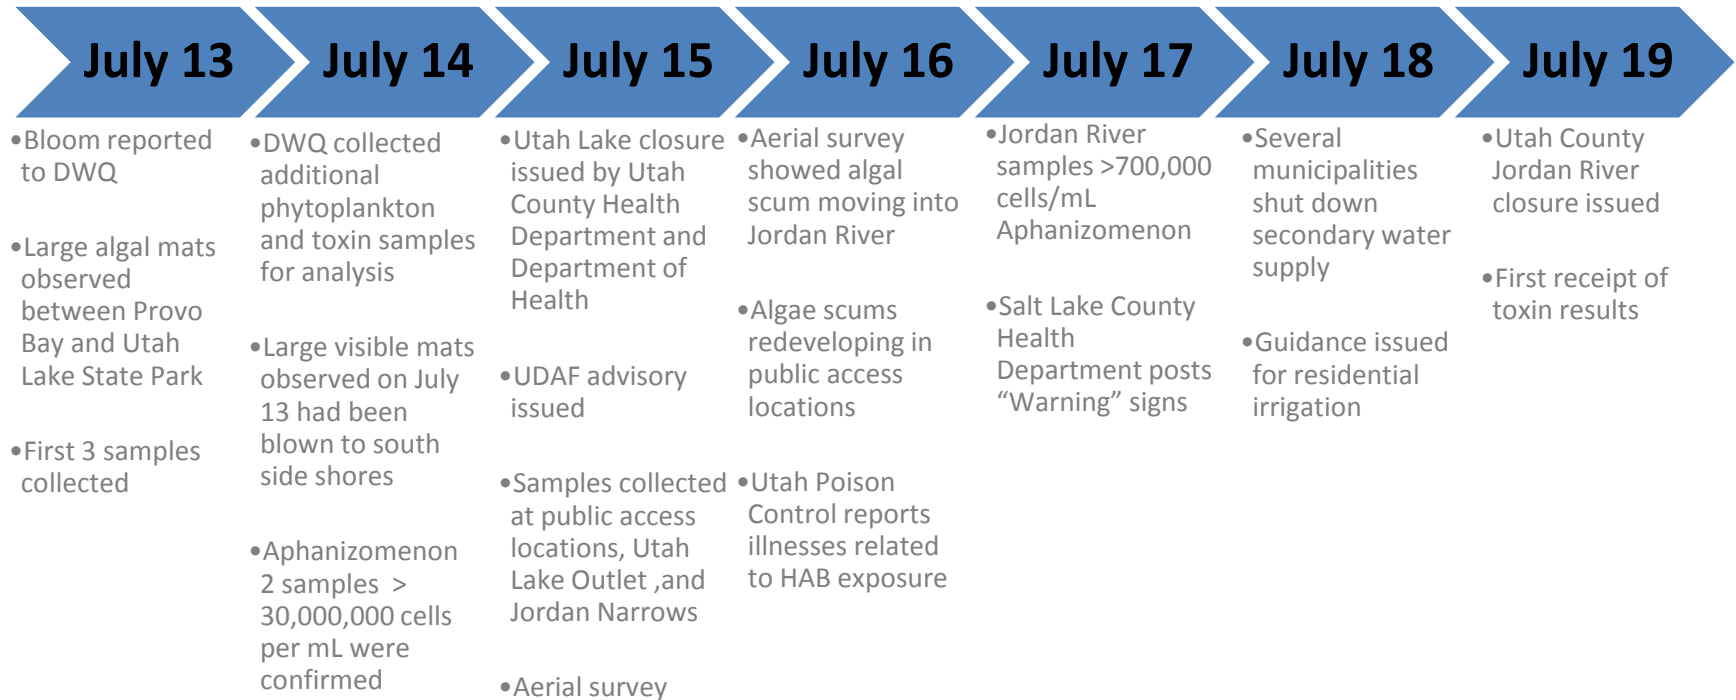 July 13
July 14
July 15
July 16
July 17
July 18
July 19
•Bloom reported
to DWQ
•Large algal mats
observed
between Provo
Bay and Utah
Lake State Park
•First 3 samples
collected
•DWQ collected
additional
phytoplankton
and toxin samples
for analysis
•Large visible mats
observed on July
13 had been
blown to south
side shores
•Aphanizomenon
2 samples >
30,000,000 cells
per mL were
confirmed
•Utah Lake closure
issued by Utah
County Health
Department and
Department of
Health
•UDAF advisory
issued
•Samples collected
at public access
locations, Utah
Lake Outlet ,and
Jordan Narrows
•Aerial survey
•Aerial survey
showed algal
scum moving into
Jordan River
•Algae scums
redeveloping in
public access
locations
•Utah Poison
Control reports
illnesses related
to HAB exposure
•Jordan River
samples >700,000
cells/mL
Aphanizomenon
•Salt Lake County
Health
Department posts
“Warning” signs
•Several
municipalities
shut down
secondary water
supply
•Guidance issued
for residential
irrigation
•Utah County
Jordan River
closure issued
•First receipt of
toxin results